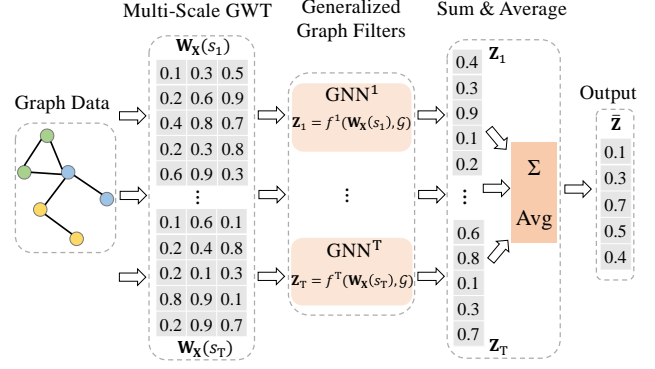 Multi-Scale GWT
Generalized
Graph Filters
Sum & Average
Graph Data
W_X(s_1)
0.1 0.3 0.5
0.2 0.6 0.9
0.4 0.8 0.7
0.2 0.3 0.8
0.6 0.9 0.3
⋮
0.1 0.6 0.1
0.2 0.4 0.8
0.2 0.1 0.3
0.8 0.9 0.1
0.2 0.9 0.7
W_X(s_T)
GNN^1
Z_1 = f^1(W_X(s_1), G)
⋮
GNN^T
Z_T = f^T(W_X(s_T), G)
Z_1
0.4
0.3
0.9
0.1
0.2
⋮
0.6
0.8
0.1
0.3
0.7
Z_T
Σ
Avg
Output
Z̄
0.1
0.3
0.7
0.5
0.4